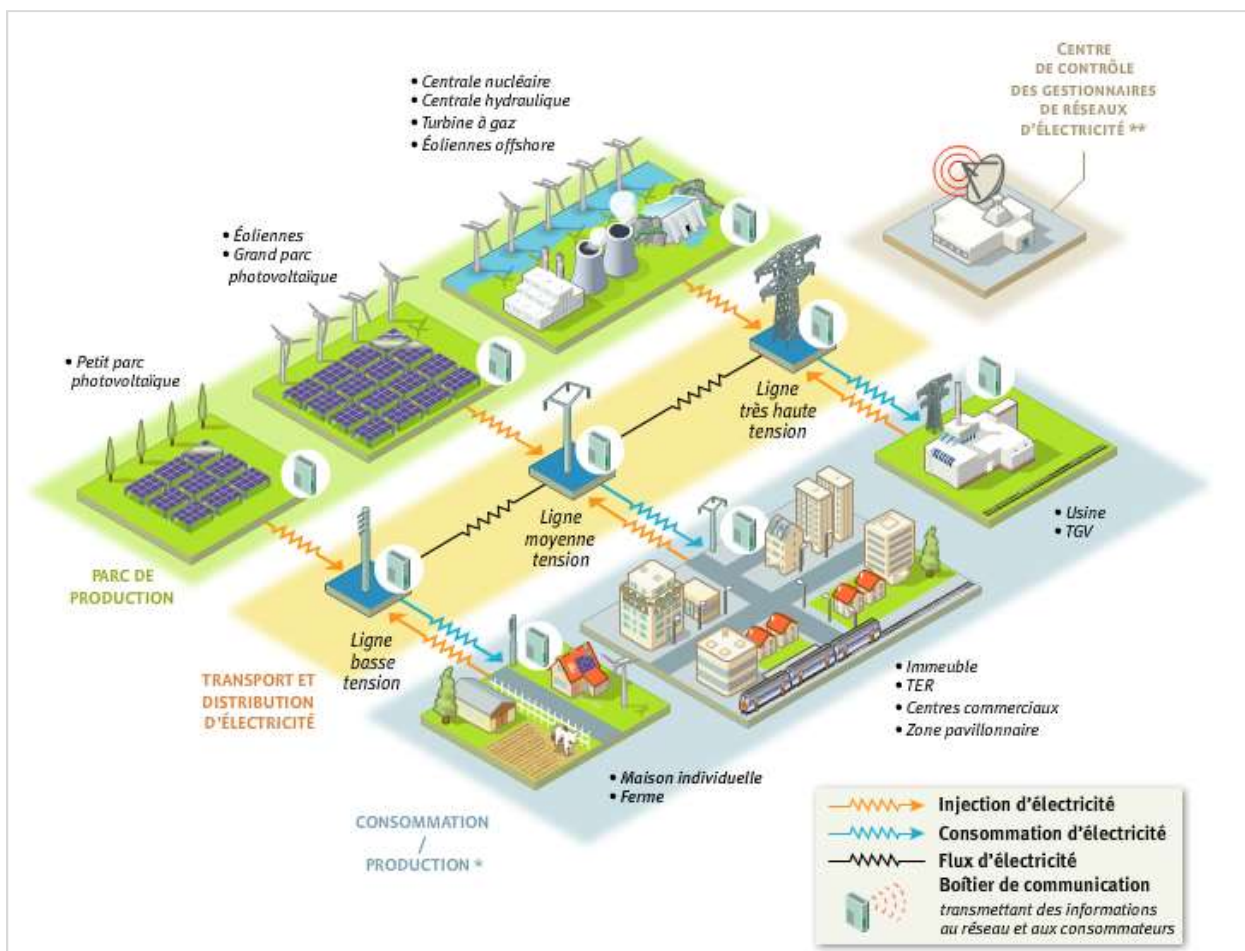 CENTRE
DE CONTRÔLE
DES GESTIONNAIRES
DE RÉSEAUX
D'ÉLECTRICITÉ **
• Centrale nucléaire
• Centrale hydraulique
• Turbine à gaz
• Éoliennes offshore
• Éoliennes
• Grand parc
photovoltaïque
• Petit parc
photovoltaïque
Ligne
très haute
tension
Ligne
moyenne
tension
Ligne
basse
tension
PARC DE
PRODUCTION
TRANSPORT ET
DISTRIBUTION
D'ÉLECTRICITÉ
CONSOMMATION
/
PRODUCTION *
• Usine
• TGV
• Immeuble
• TER
• Centres commerciaux
• Zone pavillonnaire
• Maison individuelle
• Ferme
Injection d'électricité
Consommation d'électricité
Flux d'électricité
Boîtier de communication
transmettant des informations
au réseau et aux consommateurs